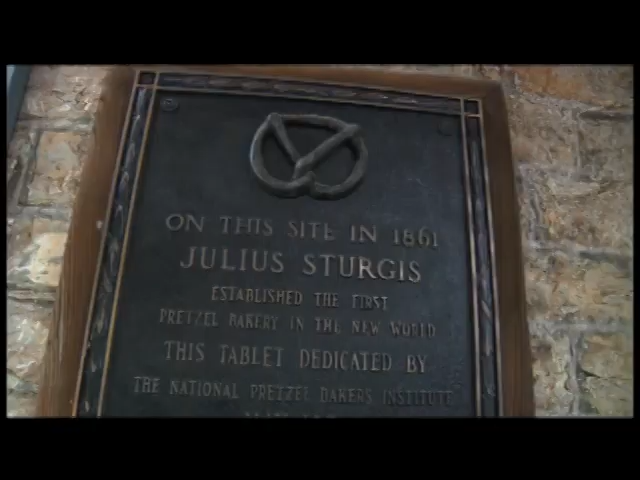 ON THIS SITE IN 1861
JULIUS STURGIS
ESTABLISHED THE FIRST
PRETZEL BAKERY IN THE NEW WORLD
THIS TABLET DEDICATED BY
THE NATIONAL PRETZEL BAKERS INSTITUTE